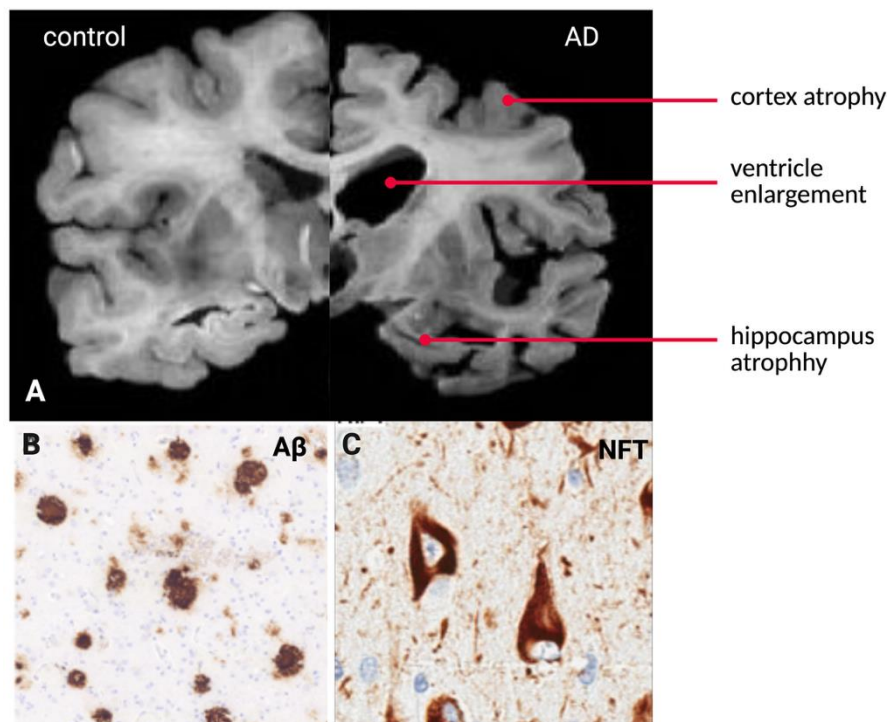 control
AD
cortex atrophy
ventricle
enlargement
hippocampus
atrophhy
A
B
Aβ
C
NFT